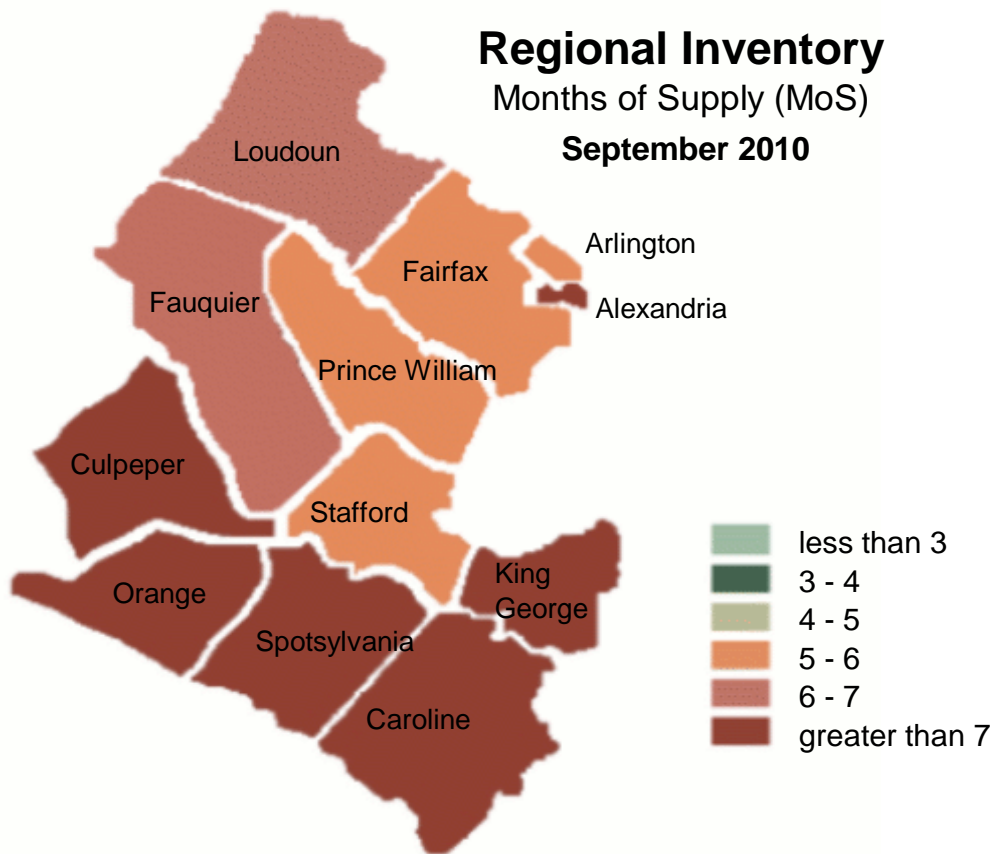 Regional Inventory
Months of Supply (MoS)
September 2010
Loudoun
Arlington
Fairfax
Fauquier
Alexandria
Prince William
Culpeper
Stafford
Orange
King
George
Spotsylvania
Caroline
less than 3
3 - 4
4 - 5
5 - 6
6 - 7
greater than 7